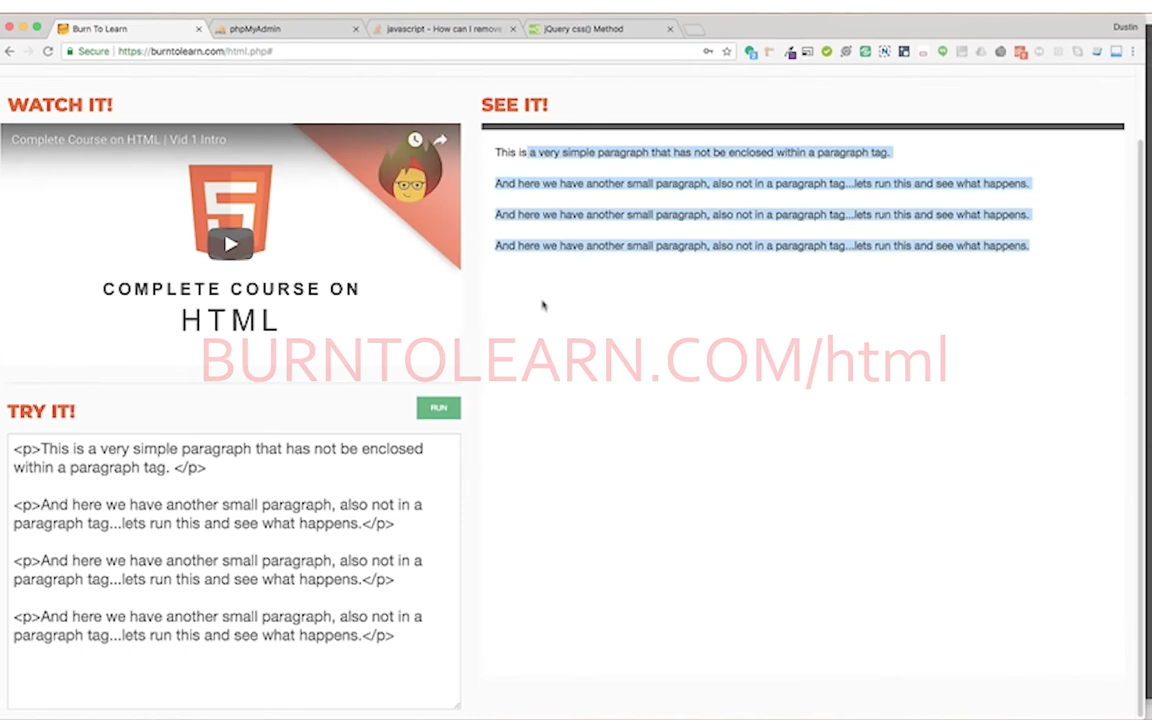 Burn To Learn
phpMyAdmin
javascript - How can I remove
jQuery css() Method
Dustin
Secure
https://burntolearn.com/html.php#
WATCH IT!
SEE IT!
Complete Course on HTML | Vid 1 Intro
5
COMPLETE COURSE ON
HTML
This is a very simple paragraph that has not be enclosed within a paragraph tag.
And here we have another small paragraph, also not in a paragraph tag...lets run this and see what happens.
And here we have another small paragraph, also not in a paragraph tag...lets run this and see what happens.
And here we have another small paragraph, also not in a paragraph tag...lets run this and see what happens.
BURNTOLEARN.COM/html
TRY IT!
RUN
<p>This is a very simple paragraph that has not be enclosed
within a paragraph tag. </p>
<p>And here we have another small paragraph, also not in a
paragraph tag...lets run this and see what happens.</p>
<p>And here we have another small paragraph, also not in a
paragraph tag...lets run this and see what happens.</p>
<p>And here we have another small paragraph, also not in a
paragraph tag...lets run this and see what happens.</p>